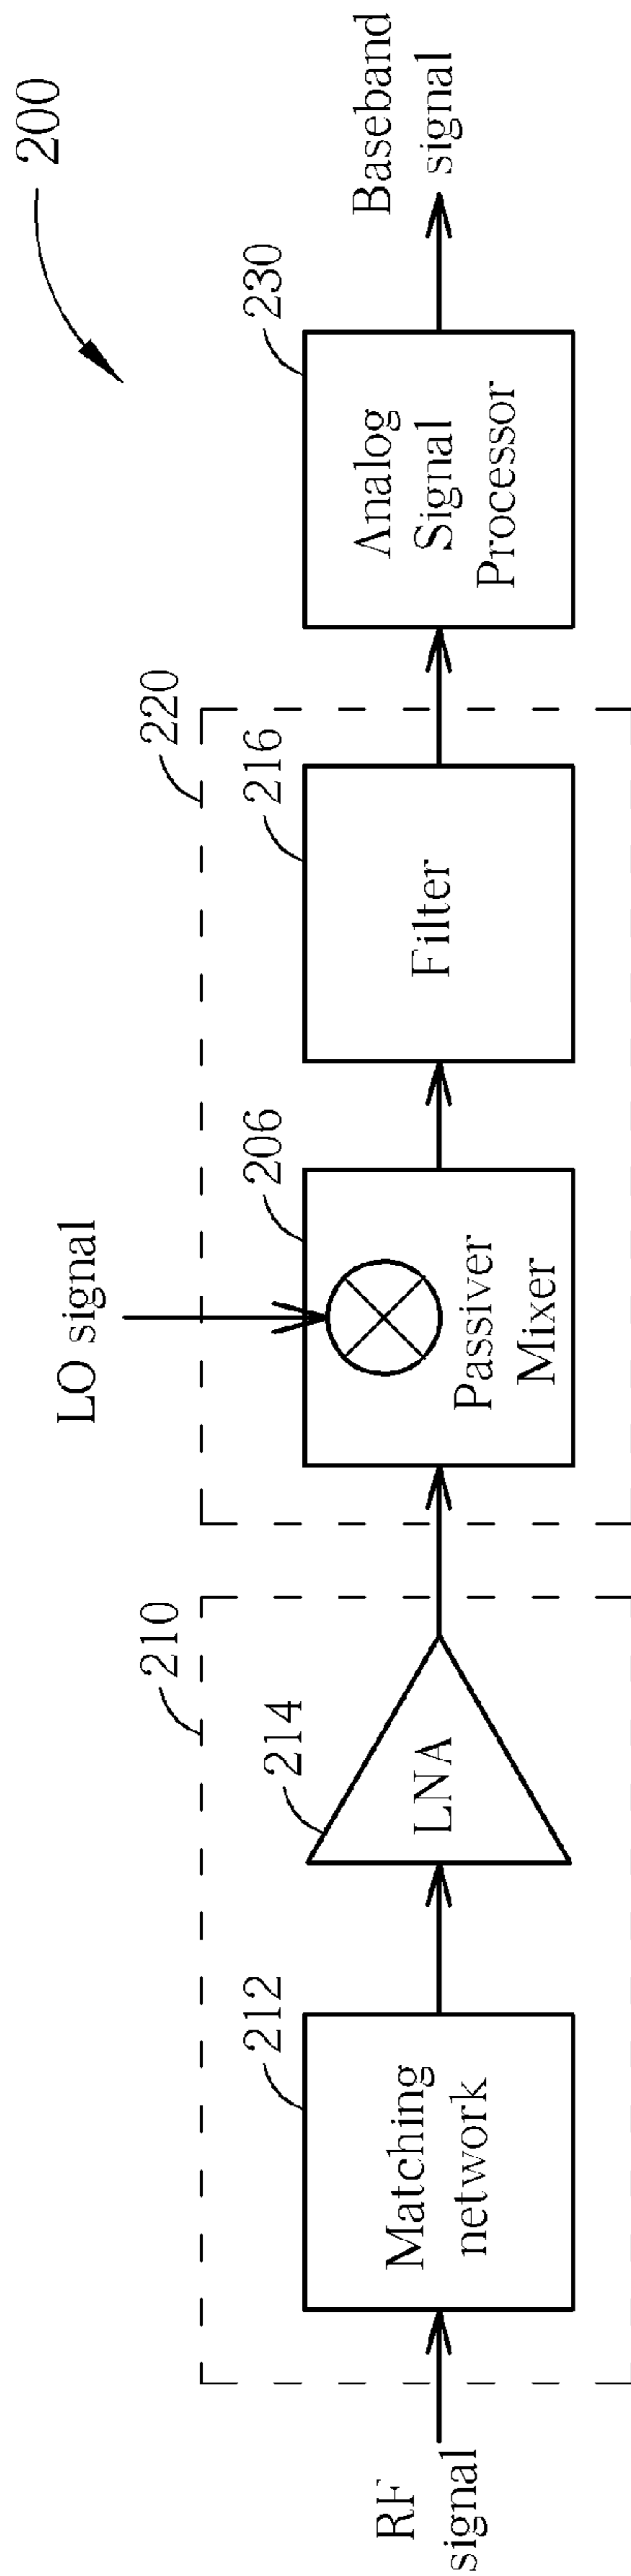 200
210
220
LO signal
212
214
206
216
230
RF
signal
Matching
network
LNA
Passiver
Mixer
Filter
Analog
Signal
Processor
Baseband
signal